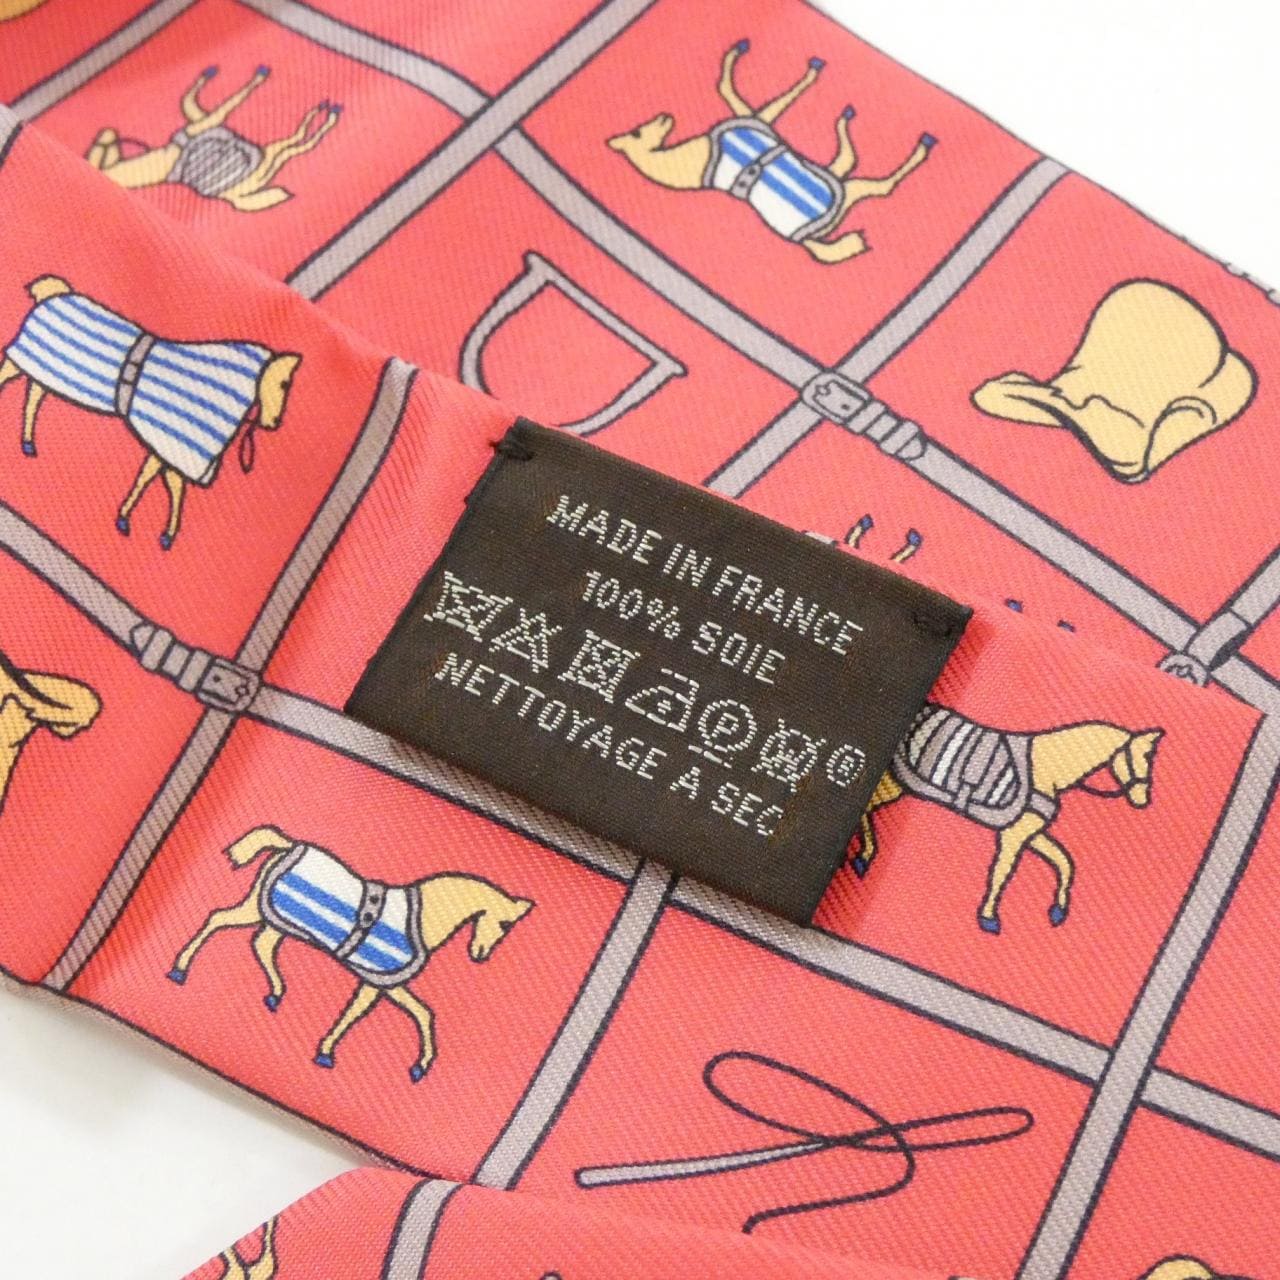 MADE IN FRANCE
100% SOIE
P ®
NETTOYAGE A SEC